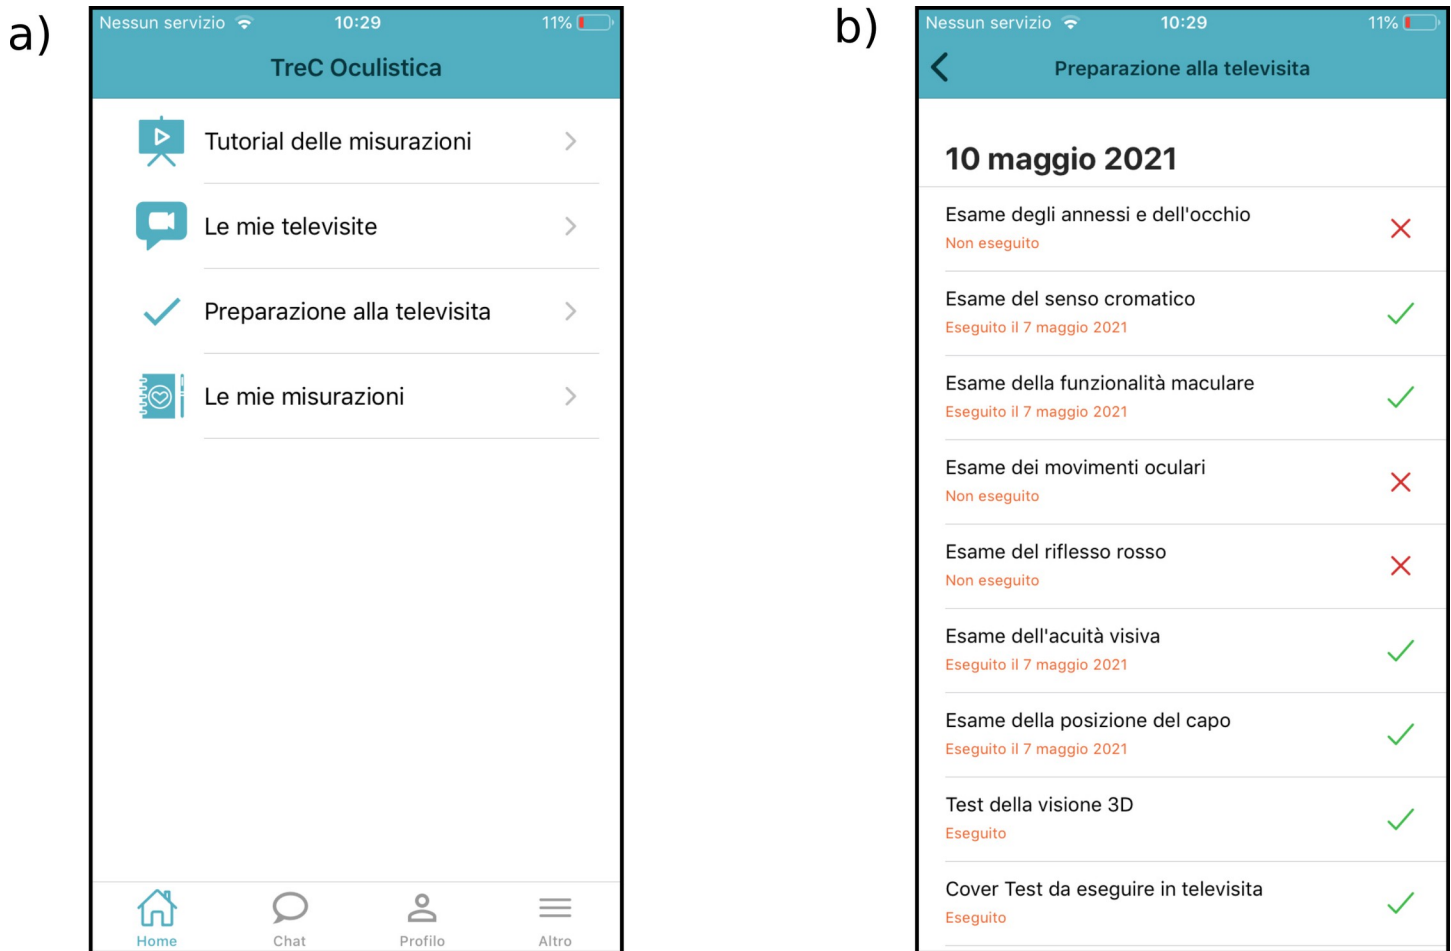 a)
Nessun servizio 10:29 11%
TreC Oculistica
Tutorial delle misurazioni
Le mie televisite
Preparazione alla televisita
Le mie misurazioni
Home Chat Profilo Altro
b)
Nessun servizio 10:29 11%
Preparazione alla televisita
10 maggio 2021
Esame degli annessi e dell'occhio
Non eseguito
Esame del senso cromatico
Eseguito il 7 maggio 2021
Esame della funzionalità maculare
Eseguito il 7 maggio 2021
Esame dei movimenti oculari
Non eseguito
Esame del riflesso rosso
Non eseguito
Esame dell'acuità visiva
Eseguito il 7 maggio 2021
Esame della posizione del capo
Eseguito il 7 maggio 2021
Test della visione 3D
Eseguito
Cover Test da eseguire in televisita
Eseguito